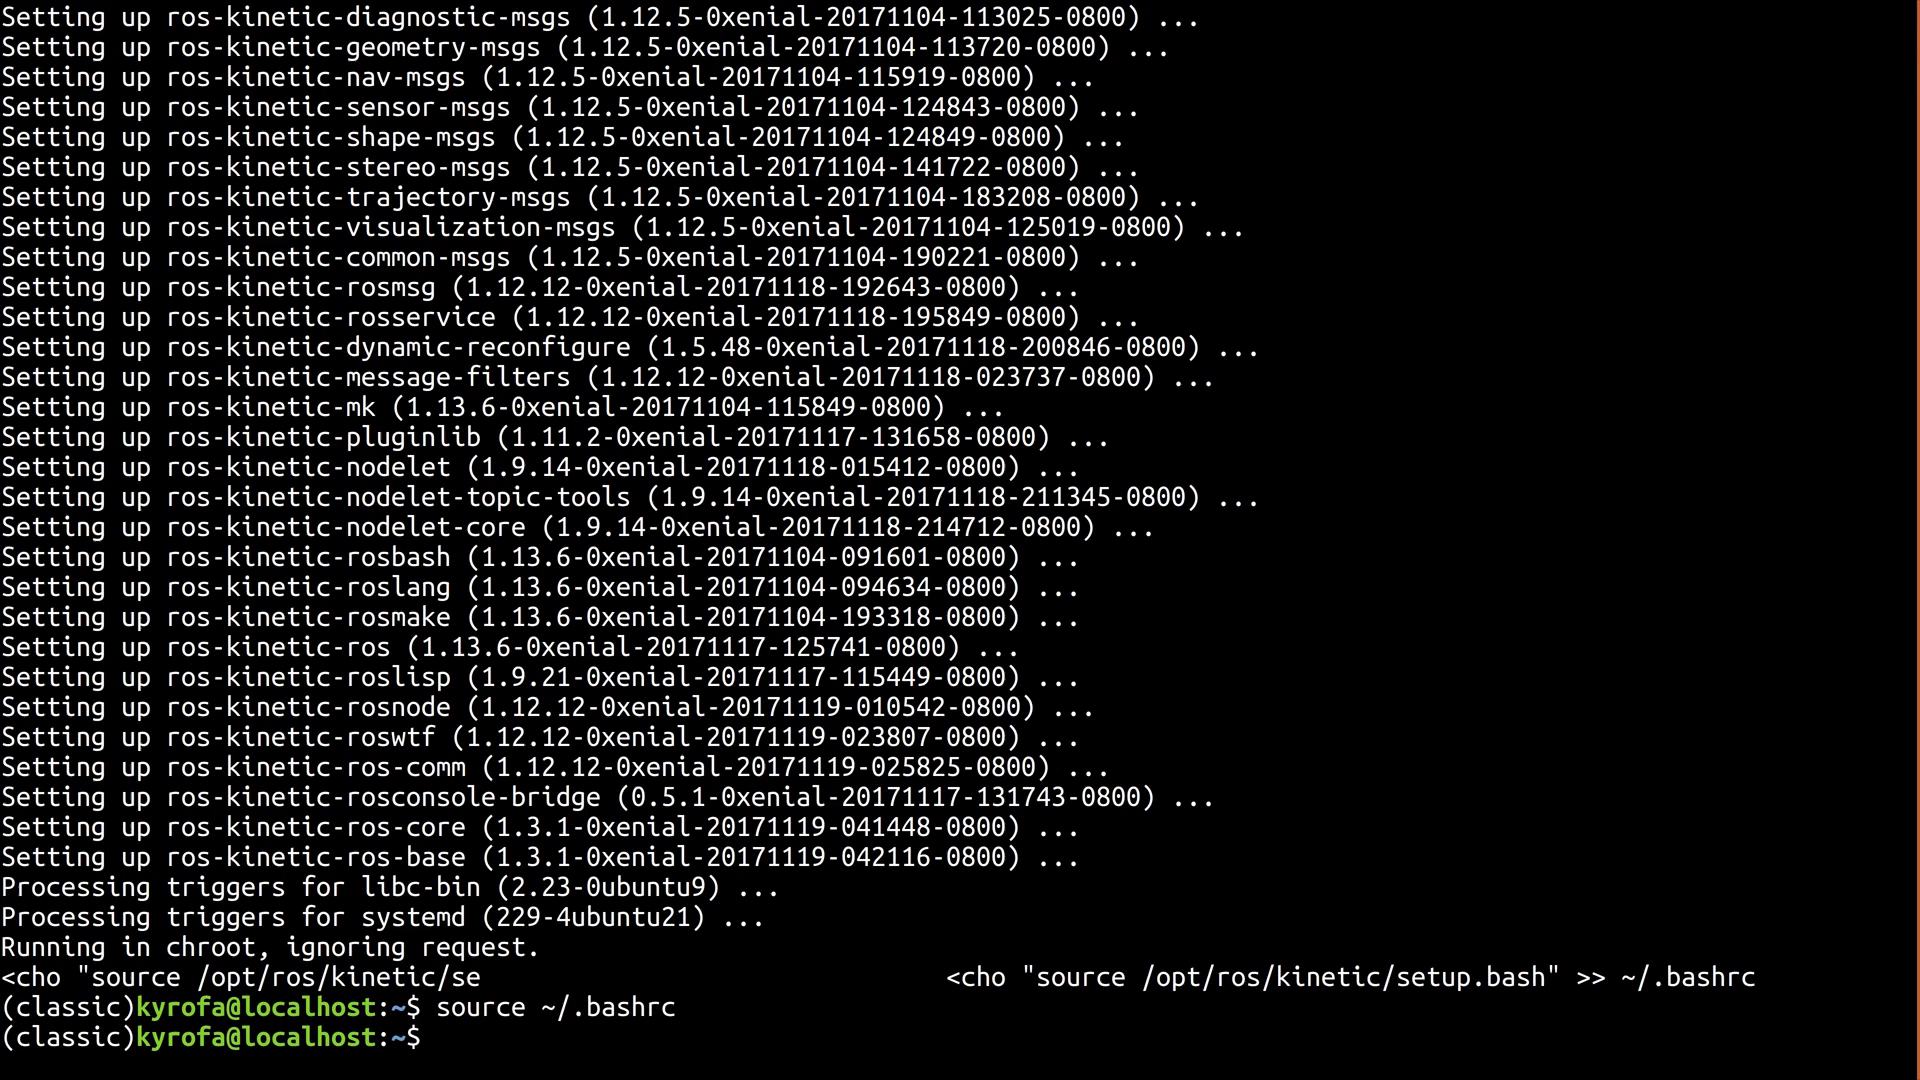 Setting up ros-kinetic-diagnostic-msgs (1.12.5-0xenial-20171104-113025-0800) ...
Setting up ros-kinetic-geometry-msgs (1.12.5-0xenial-20171104-113720-0800) ...
Setting up ros-kinetic-nav-msgs (1.12.5-0xenial-20171104-115919-0800) ...
Setting up ros-kinetic-sensor-msgs (1.12.5-0xenial-20171104-124843-0800) ...
Setting up ros-kinetic-shape-msgs (1.12.5-0xenial-20171104-124849-0800) ...
Setting up ros-kinetic-stereo-msgs (1.12.5-0xenial-20171104-141722-0800) ...
Setting up ros-kinetic-trajectory-msgs (1.12.5-0xenial-20171104-183208-0800) ...
Setting up ros-kinetic-visualization-msgs (1.12.5-0xenial-20171104-125019-0800) ...
Setting up ros-kinetic-common-msgs (1.12.5-0xenial-20171104-190221-0800) ...
Setting up ros-kinetic-rosmsg (1.12.12-0xenial-20171118-192643-0800) ...
Setting up ros-kinetic-rosservice (1.12.12-0xenial-20171118-195849-0800) ...
Setting up ros-kinetic-dynamic-reconfigure (1.5.48-0xenial-20171118-200846-0800) ...
Setting up ros-kinetic-message-filters (1.12.12-0xenial-20171118-023737-0800) ...
Setting up ros-kinetic-mk (1.13.6-0xenial-20171104-115849-0800) ...
Setting up ros-kinetic-pluginlib (1.11.2-0xenial-20171117-131658-0800) ...
Setting up ros-kinetic-nodelet (1.9.14-0xenial-20171118-015412-0800) ...
Setting up ros-kinetic-nodelet-topic-tools (1.9.14-0xenial-20171118-211345-0800) ...
Setting up ros-kinetic-nodelet-core (1.9.14-0xenial-20171118-214712-0800) ...
Setting up ros-kinetic-rosbash (1.13.6-0xenial-20171104-091601-0800) ...
Setting up ros-kinetic-roslang (1.13.6-0xenial-20171104-094634-0800) ...
Setting up ros-kinetic-rosmake (1.13.6-0xenial-20171104-193318-0800) ...
Setting up ros-kinetic-ros (1.13.6-0xenial-20171117-125741-0800) ...
Setting up ros-kinetic-roslisp (1.9.21-0xenial-20171117-115449-0800) ...
Setting up ros-kinetic-rosnode (1.12.12-0xenial-20171119-010542-0800) ...
Setting up ros-kinetic-roswtf (1.12.12-0xenial-20171119-023807-0800) ...
Setting up ros-kinetic-ros-comm (1.12.12-0xenial-20171119-025825-0800) ...
Setting up ros-kinetic-rosconsole-bridge (0.5.1-0xenial-20171117-131743-0800) ...
Setting up ros-kinetic-ros-core (1.3.1-0xenial-20171119-041448-0800) ...
Setting up ros-kinetic-ros-base (1.3.1-0xenial-20171119-042116-0800) ...
Processing triggers for libc-bin (2.23-0ubuntu9) ...
Processing triggers for systemd (229-4ubuntu21) ...
Running in chroot, ignoring request.
<cho "source /opt/ros/kinetic/se                               <cho "source /opt/ros/kinetic/setup.bash" >> ~/.bashrc
(classic)kyrofa@localhost:~$ source ~/.bashrc
(classic)kyrofa@localhost:~$